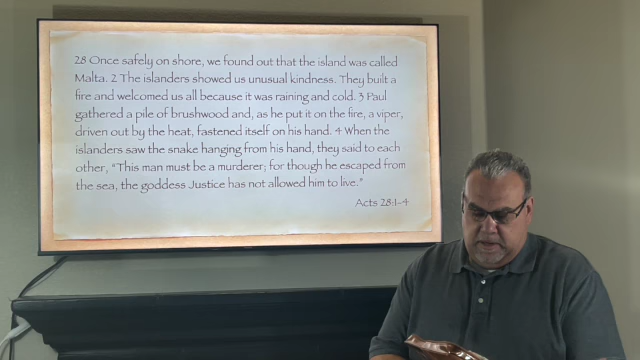 28 Once safely on shore, we found out that the island was called
Malta. 2 The islanders showed us unusual kindness. They built a
fire and welcomed us all because it was raining and cold. 3 Paul
gathered a pile of brushwood and, as he put it on the fire, a viper,
driven out by the heat, fastened itself on his hand. 4 When the
islanders saw the snake hanging from his hand, they said to each
other, “This man must be a murderer; for though he escaped from
the sea, the goddess Justice has not allowed him to live.”
Acts 28:1-4